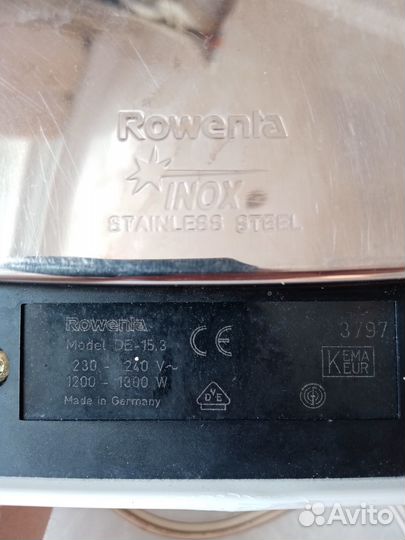 Rowenta
INOX
STAINLESS STEEL
Rowenta
Model DE-15.3
230 - 240 V~
1200 - 1300 W
Made in Germany
CE
DVE
3797
KEMA
KEUR
Avito